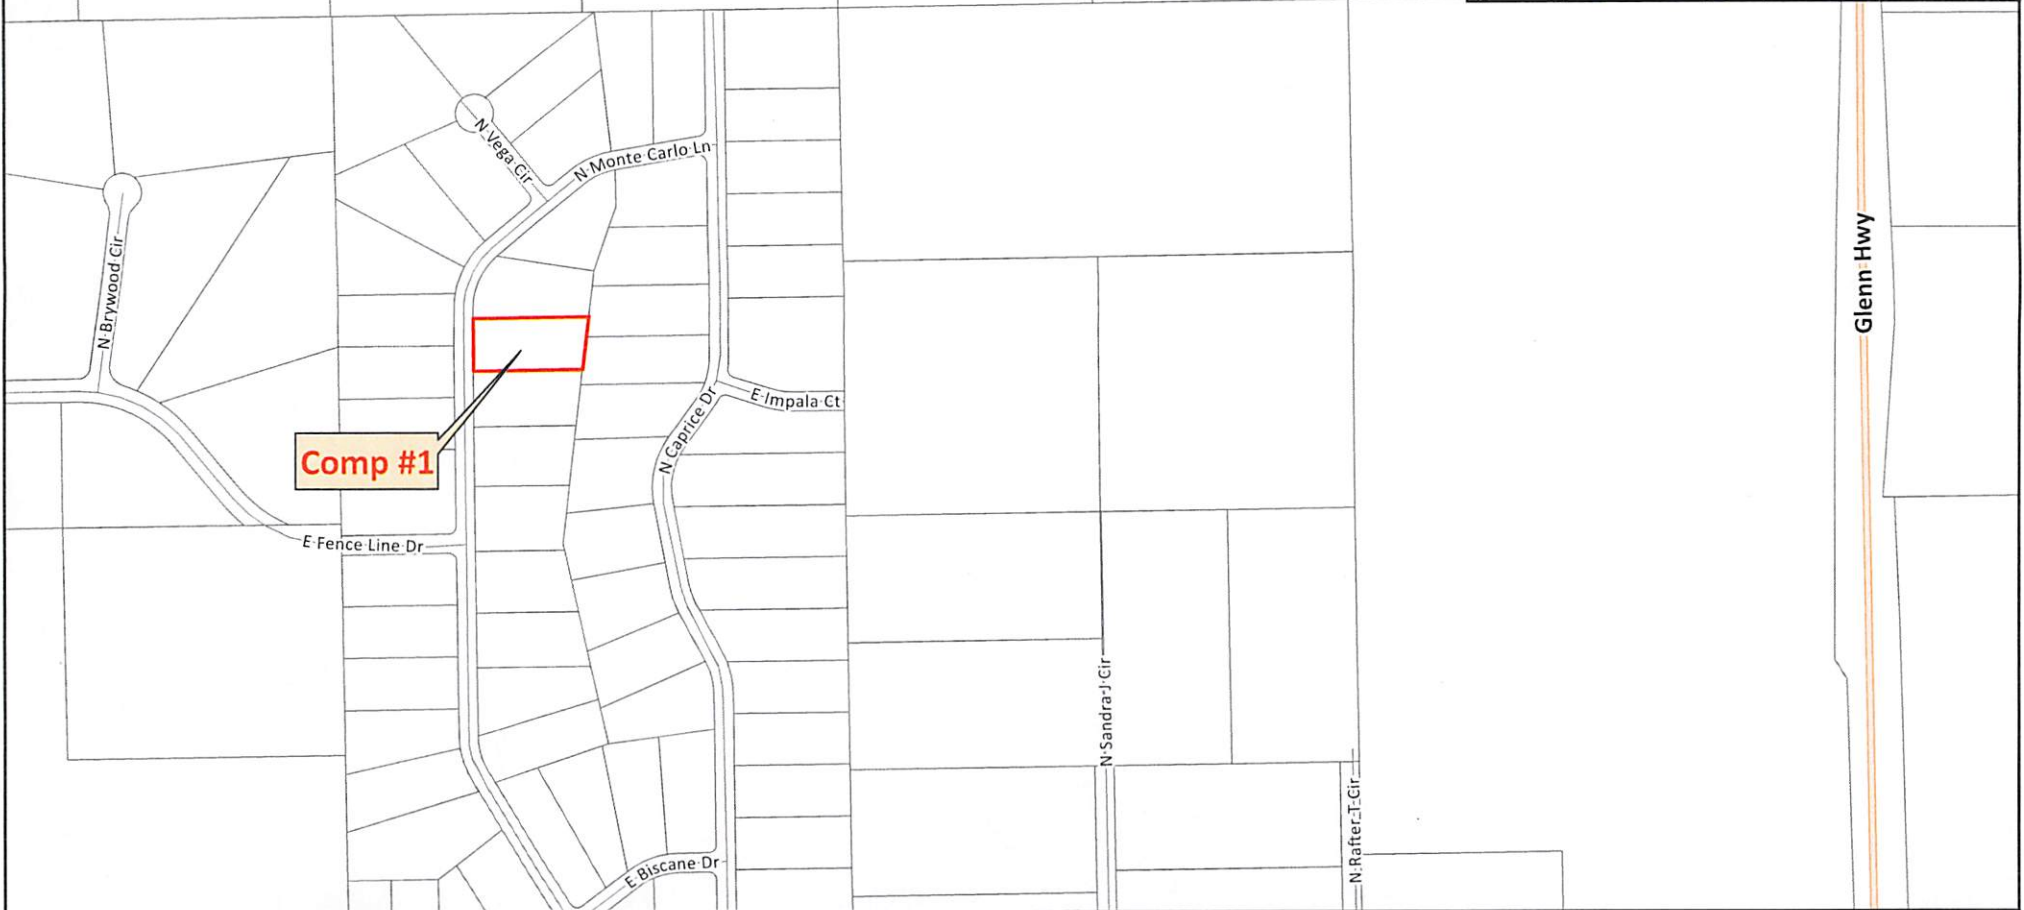 N Vega Cir
N Monte Carlo Ln
N Brywood Cir
Glenn Hwy
E Impala Ct
N Caprice Dr
Comp #1
E Fence Line Dr
N Sandra J Cir
N Rafter T Cir
E Biscane Dr